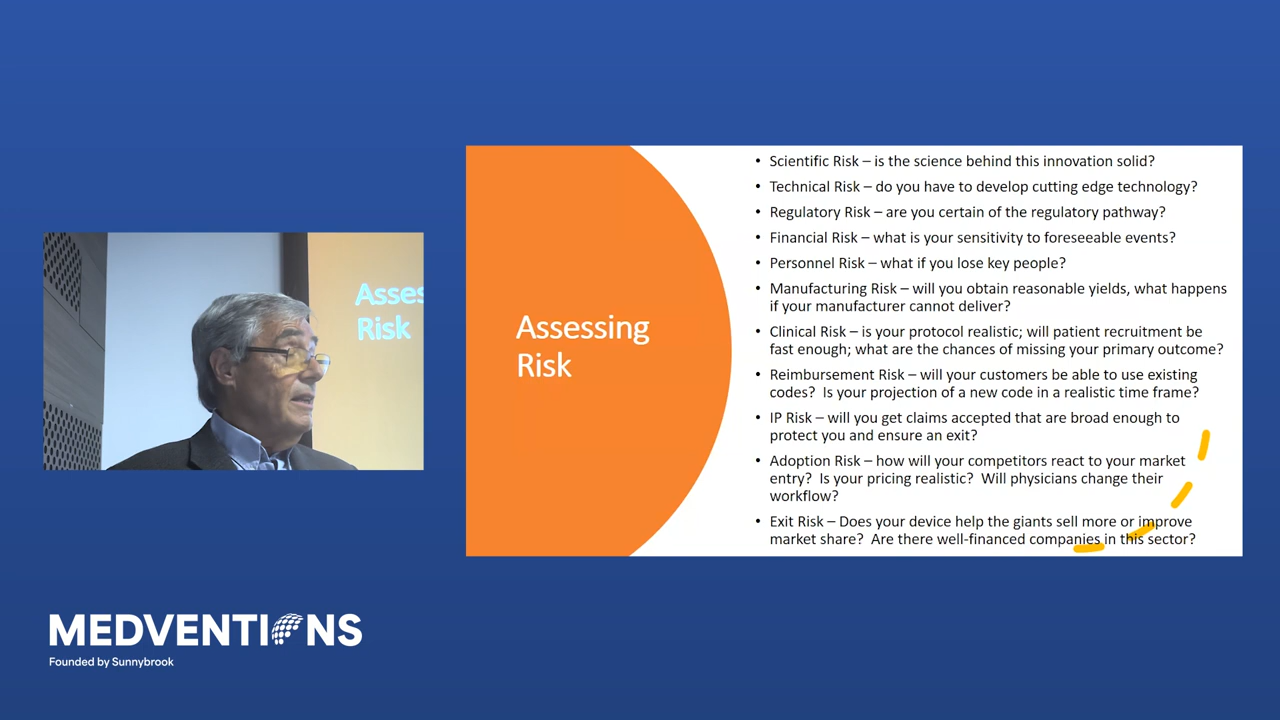 Asses
Risk
Assessing
Risk
• Scientific Risk – is the science behind this innovation solid?
• Technical Risk – do you have to develop cutting edge technology?
• Regulatory Risk – are you certain of the regulatory pathway?
• Financial Risk – what is your sensitivity to foreseeable events?
• Personnel Risk – what if you lose key people?
• Manufacturing Risk – will you obtain reasonable yields, what happens
if your manufacturer cannot deliver?
• Clinical Risk – is your protocol realistic; will patient recruitment be
fast enough; what are the chances of missing your primary outcome?
• Reimbursement Risk – will your customers be able to use existing
codes?  Is your projection of a new code in a realistic time frame?
• IP Risk – will you get claims accepted that are broad enough to
protect you and ensure an exit?
• Adoption Risk – how will your competitors react to your market
entry?  Is your pricing realistic?  Will physicians change their
workflow?
• Exit Risk – Does your device help the giants sell more or improve
market share?  Are there well-financed companies in this sector?
MEDVENTIONS
Founded by Sunnybrook